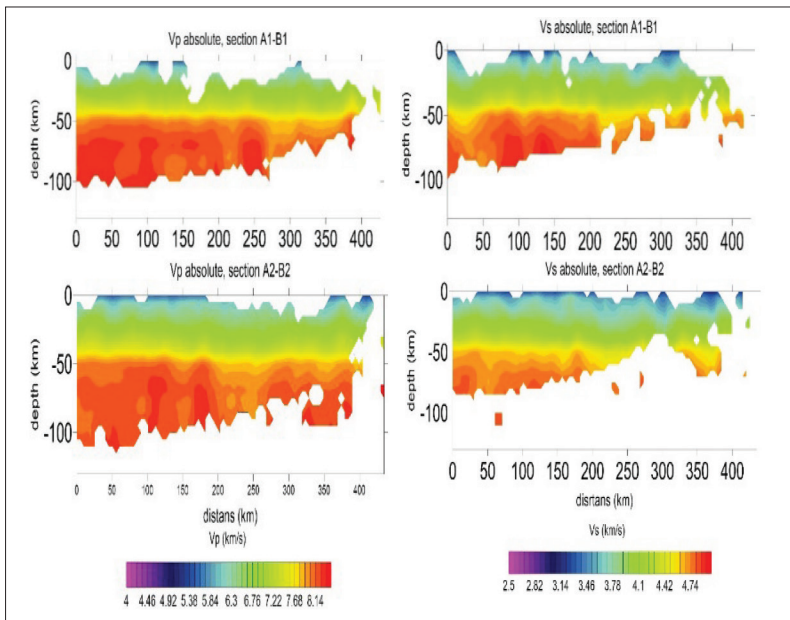 Vp absolute, section A1-B1
0
-50
-100
depth (km)
0 50 100 150 200 250 300 350 400
Vs absolute, section A1-B1
0
-50
-100
depth (km)
0 50 100 150 200 250 300 350 400
Vp absolute, section A2-B2
0
-50
-100
depth (km)
0 50 100 150 200 250 300 350 400
distans (km)
Vs absolute, section A2-B2
0
-50
-100
depth (km)
0 50 100 150 200 250 300 350 400
disrtans (km)
Vp (km/s)
4 4.46 4.92 5.38 5.84 6.3 6.76 7.22 7.68 8.14
Vs (km/s)
2.5 2.82 3.14 3.46 3.78 4.1 4.42 4.74